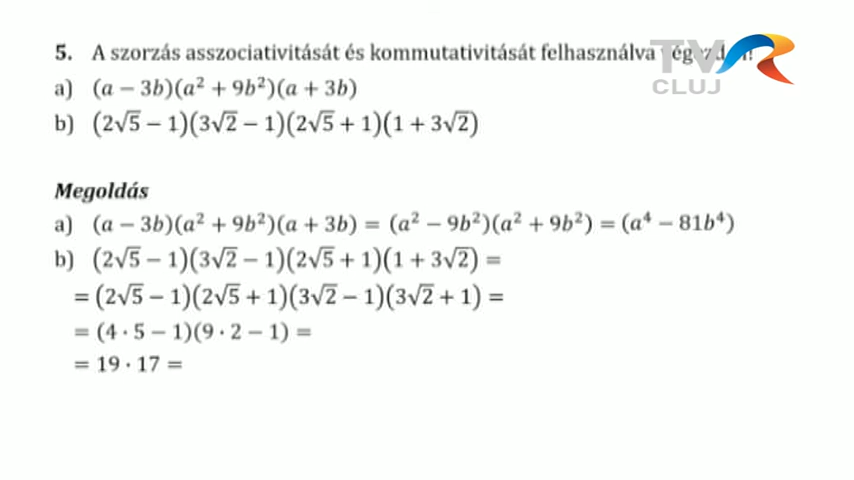 5. A szorzás asszociativitását és kommutativitását felhasználva
TVR
CLUJ
a) (a − 3b)(a² + 9b²)(a + 3b)
b) (2√5 − 1)(3√2 − 1)(2√5 + 1)(1 + 3√2)
Megoldás
a) (a − 3b)(a² + 9b²)(a + 3b) = (a² − 9b²)(a² + 9b²) = (a⁴ − 81b⁴)
b) (2√5 − 1)(3√2 − 1)(2√5 + 1)(1 + 3√2) =
= (2√5 − 1)(2√5 + 1)(3√2 − 1)(3√2 + 1) =
= (4 · 5 − 1)(9 · 2 − 1) =
= 19 · 17 =